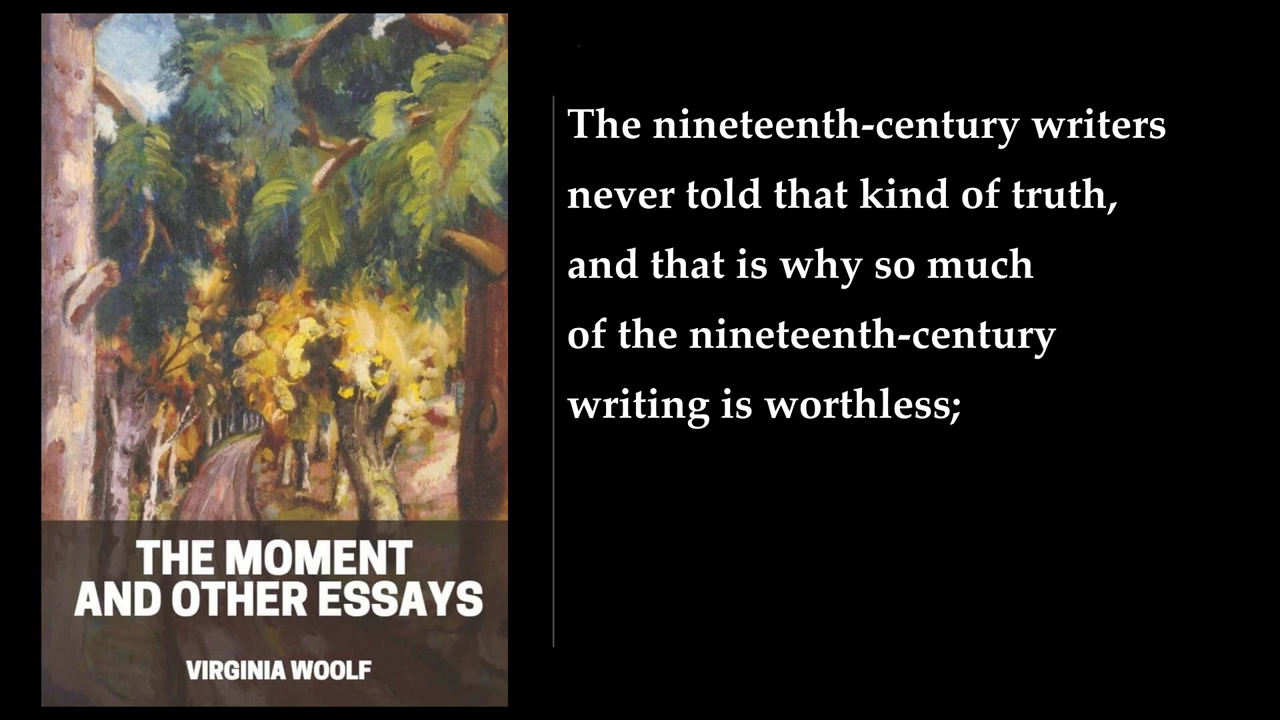 THE MOMENT
AND OTHER ESSAYS
VIRGINIA WOOLF
The nineteenth-century writers
never told that kind of truth,
and that is why so much
of the nineteenth-century
writing is worthless;